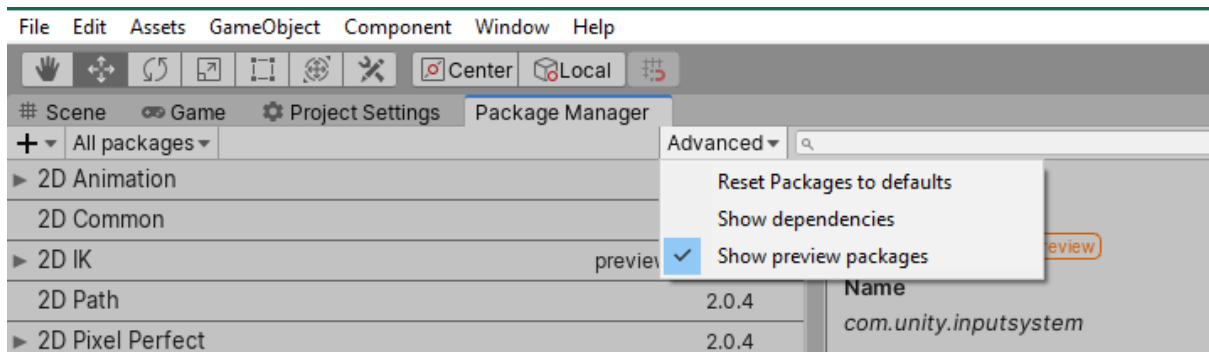 File Edit Assets GameObject Component Window Help
Center Local
Scene Game Project Settings Package Manager
All packages Advanced
2D Animation
Reset Packages to defaults
2D Common
Show dependencies
2D IK
Show preview packages
2D Path 2.0.4
Name
2D Pixel Perfect 2.0.4
com.unity.inputsystem